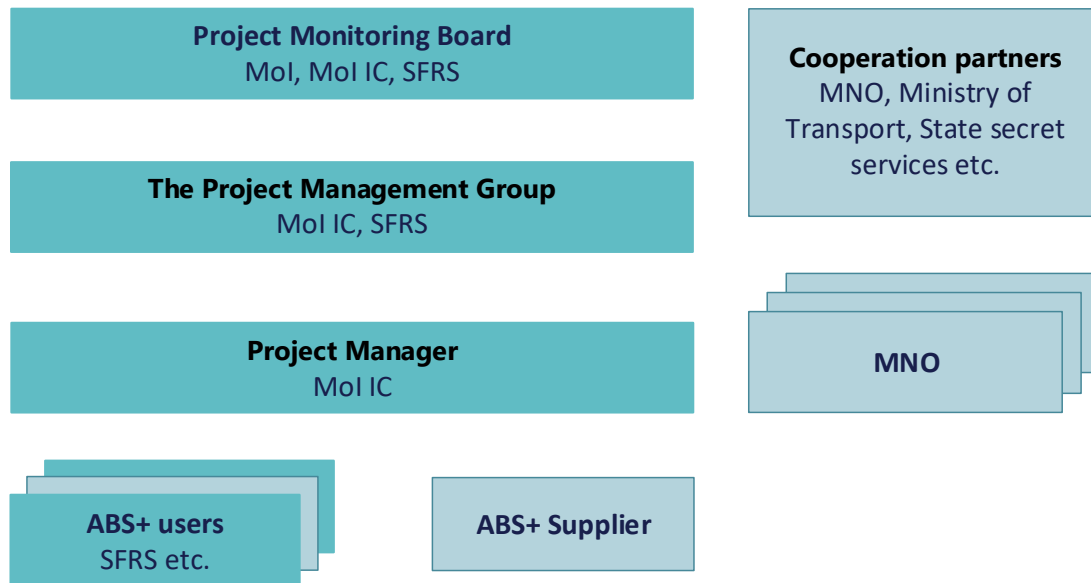 Project Monitoring Board
MoI, MoI IC, SFRS
Cooperation partners
MNO, Ministry of
Transport, State secret
services etc.
The Project Management Group
MoI IC, SFRS
Project Manager
MoI IC
MNO
ABS+ users
SFRS etc.
ABS+ Supplier